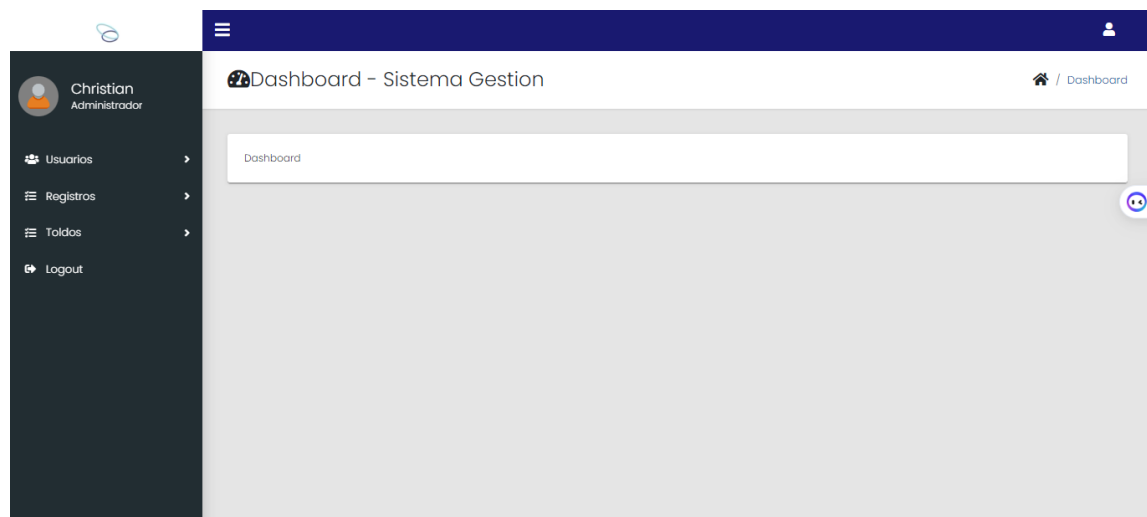 Christian
Administrador
Usuarios
Registros
Toldos
Logout
Dashboard - Sistema Gestion
/ Dashboard
Dashboard